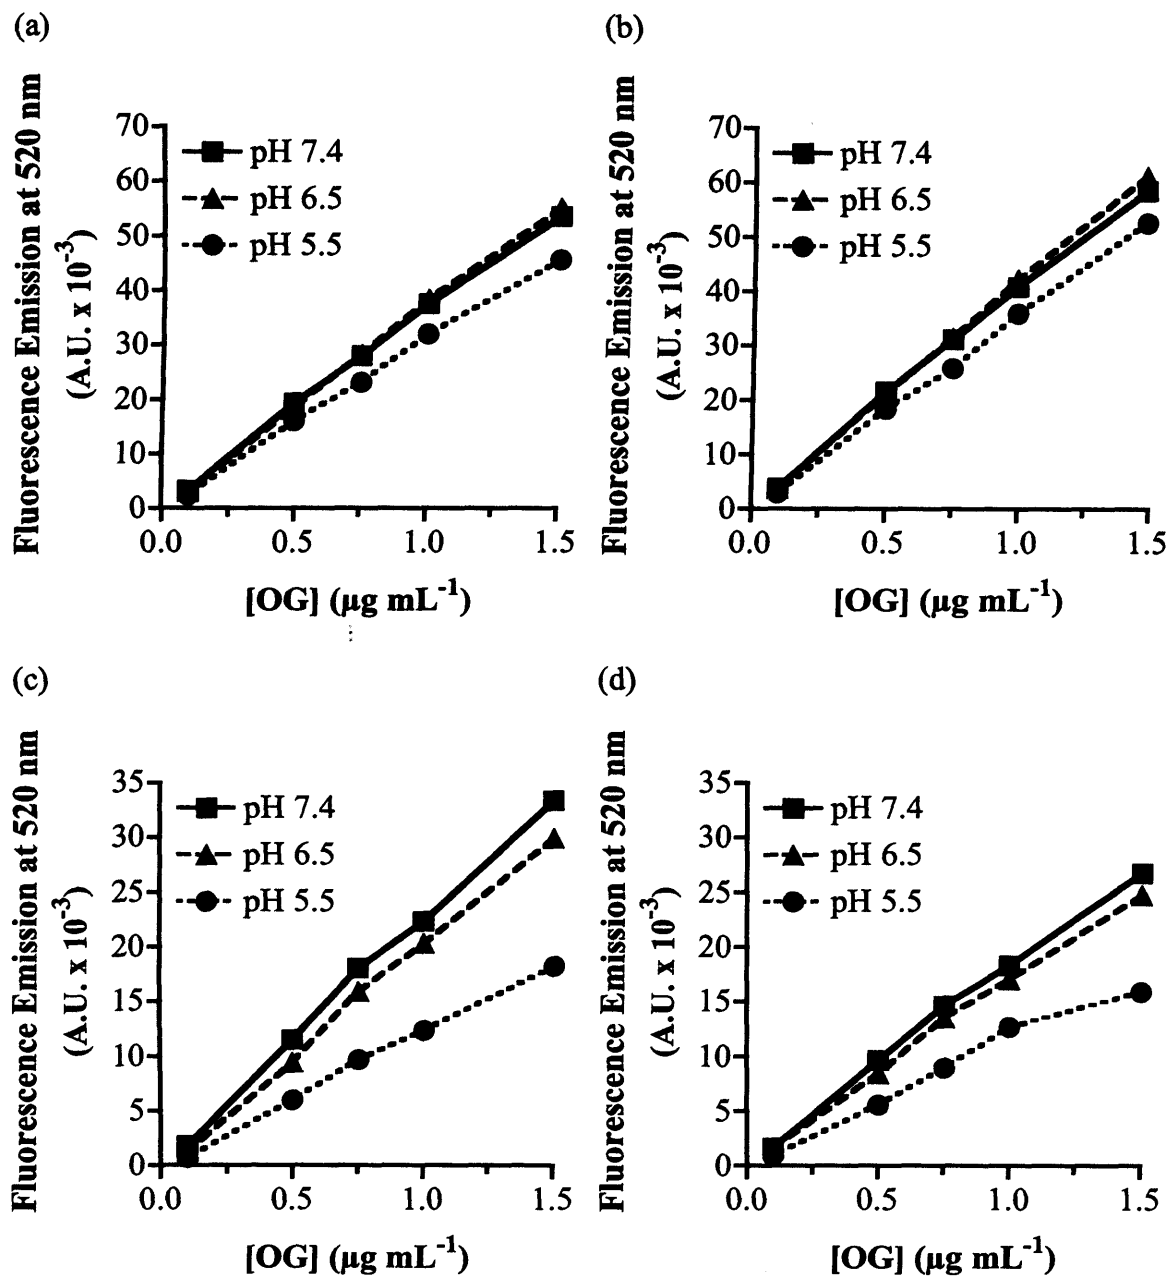 (a)
Fluorescence Emission at 520 nm
(A.U. x 10⁻³)
70
60
50
40
30
20
10
0
pH 7.4
pH 6.5
pH 5.5
0.0 0.5 1.0 1.5
[OG] (µg mL⁻¹)
(b)
Fluorescence Emission at 520 nm
(A.U. x 10⁻³)
70
60
50
40
30
20
10
0
pH 7.4
pH 6.5
pH 5.5
0.0 0.5 1.0 1.5
[OG] (µg mL⁻¹)
(c)
Fluorescence Emission at 520 nm
(A.U. x 10⁻³)
35
30
25
20
15
10
5
0
pH 7.4
pH 6.5
pH 5.5
0.0 0.5 1.0 1.5
[OG] (µg mL⁻¹)
(d)
Fluorescence Emission at 520 nm
(A.U. x 10⁻³)
35
30
25
20
15
10
5
0
pH 7.4
pH 6.5
pH 5.5
0.0 0.5 1.0 1.5
[OG] (µg mL⁻¹)